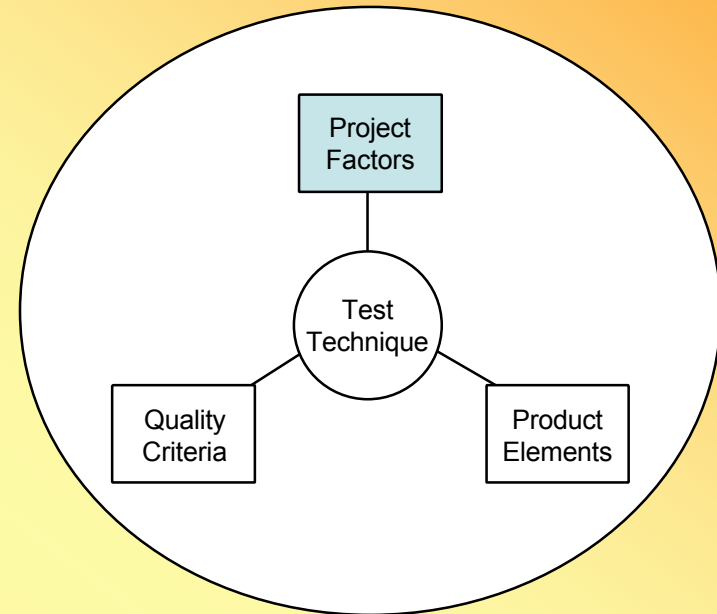 Project
Factors
Test
Technique
Quality
Criteria
Product
Elements